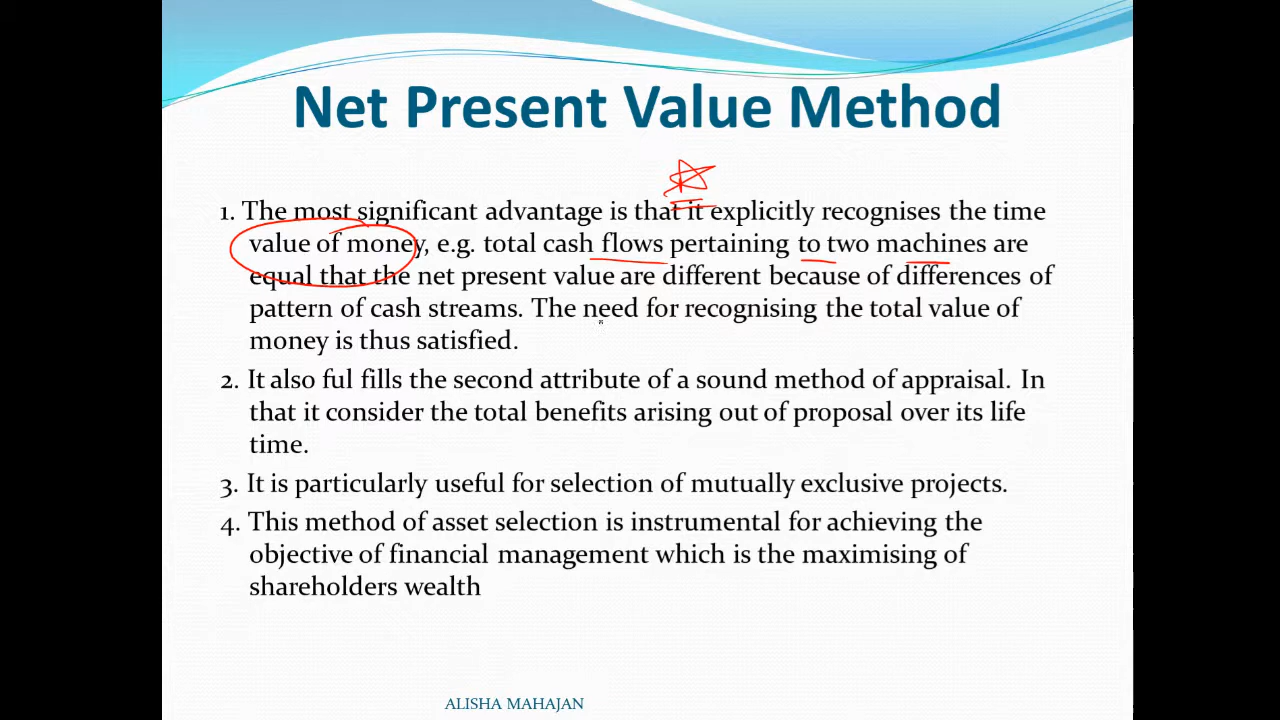 Net Present Value Method
1. The most significant advantage is that it explicitly recognises the time
value of money, e.g. total cash flows pertaining to two machines are
equal that the net present value are different because of differences of
pattern of cash streams. The need for recognising the total value of
money is thus satisfied.
2. It also ful fills the second attribute of a sound method of appraisal. In
that it consider the total benefits arising out of proposal over its life
time.
3. It is particularly useful for selection of mutually exclusive projects.
4. This method of asset selection is instrumental for achieving the
objective of financial management which is the maximising of
shareholders wealth
ALISHA MAHAJAN